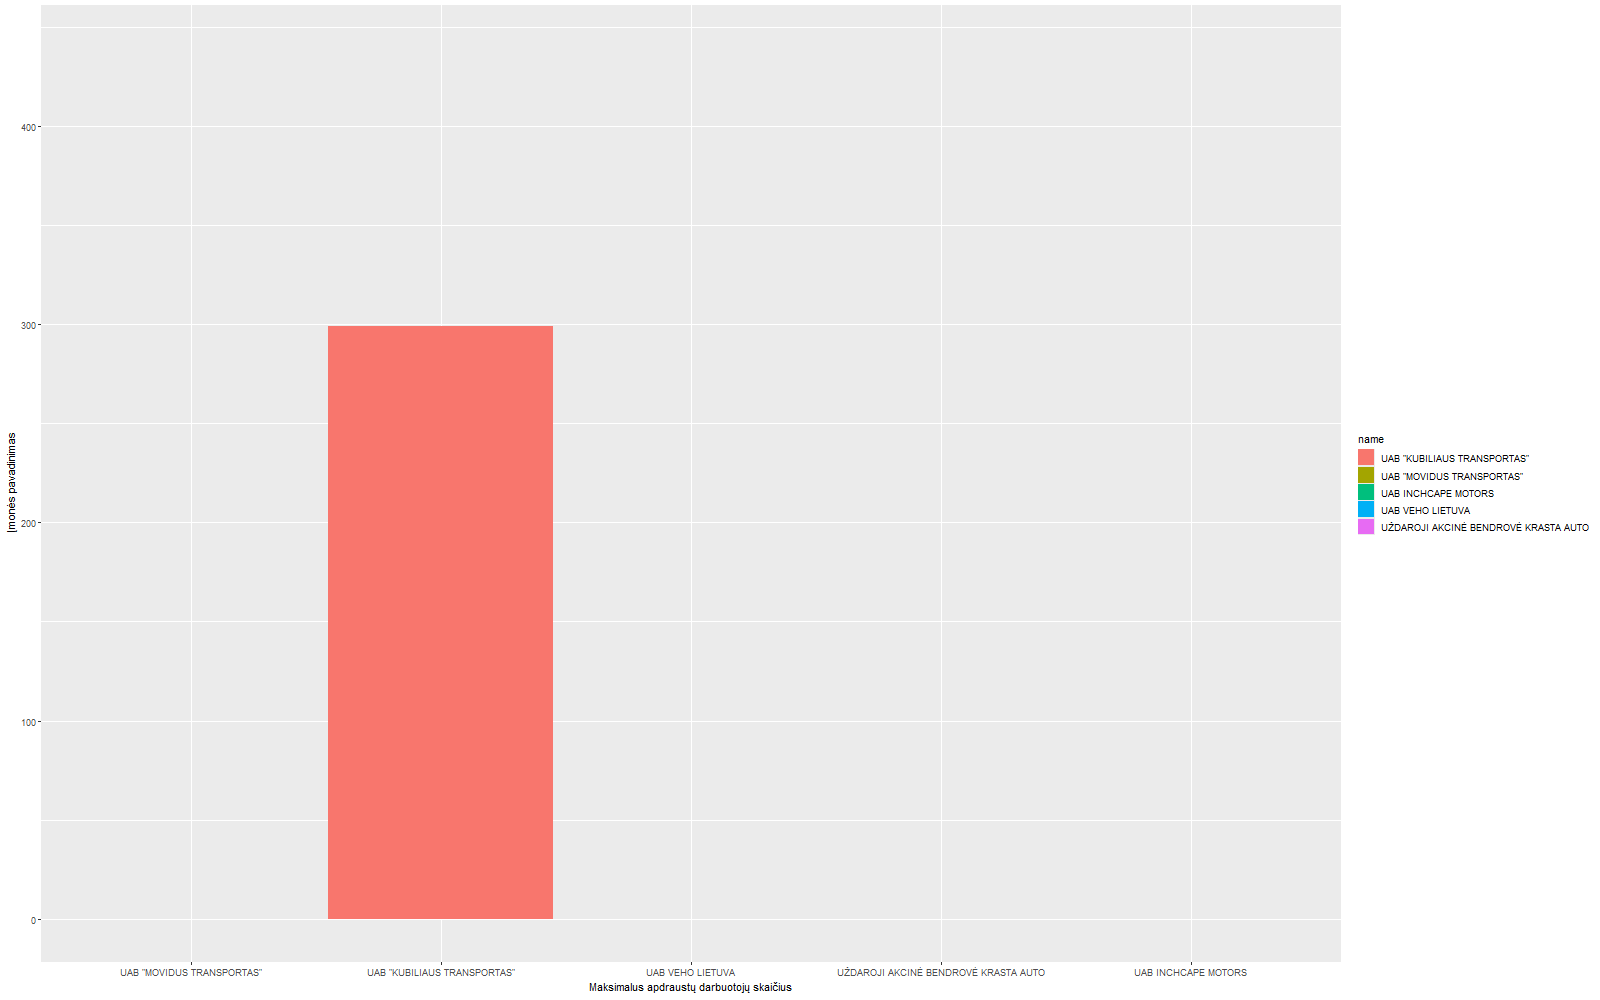 400
300
200
100
0
Įmonės pavadinimas
UAB "MOVIDUS TRANSPORTAS"
UAB "KUBILIAUS TRANSPORTAS"
UAB VEHO LIETUVA
UŽDAROJI AKCINĖ BENDROVĖ KRASTA AUTO
UAB INCHCAPE MOTORS
Maksimalus apdraustų darbuotojų skaičius
name
UAB "KUBILIAUS TRANSPORTAS"
UAB "MOVIDUS TRANSPORTAS"
UAB INCHCAPE MOTORS
UAB VEHO LIETUVA
UŽDAROJI AKCINĖ BENDROVĖ KRASTA AUTO